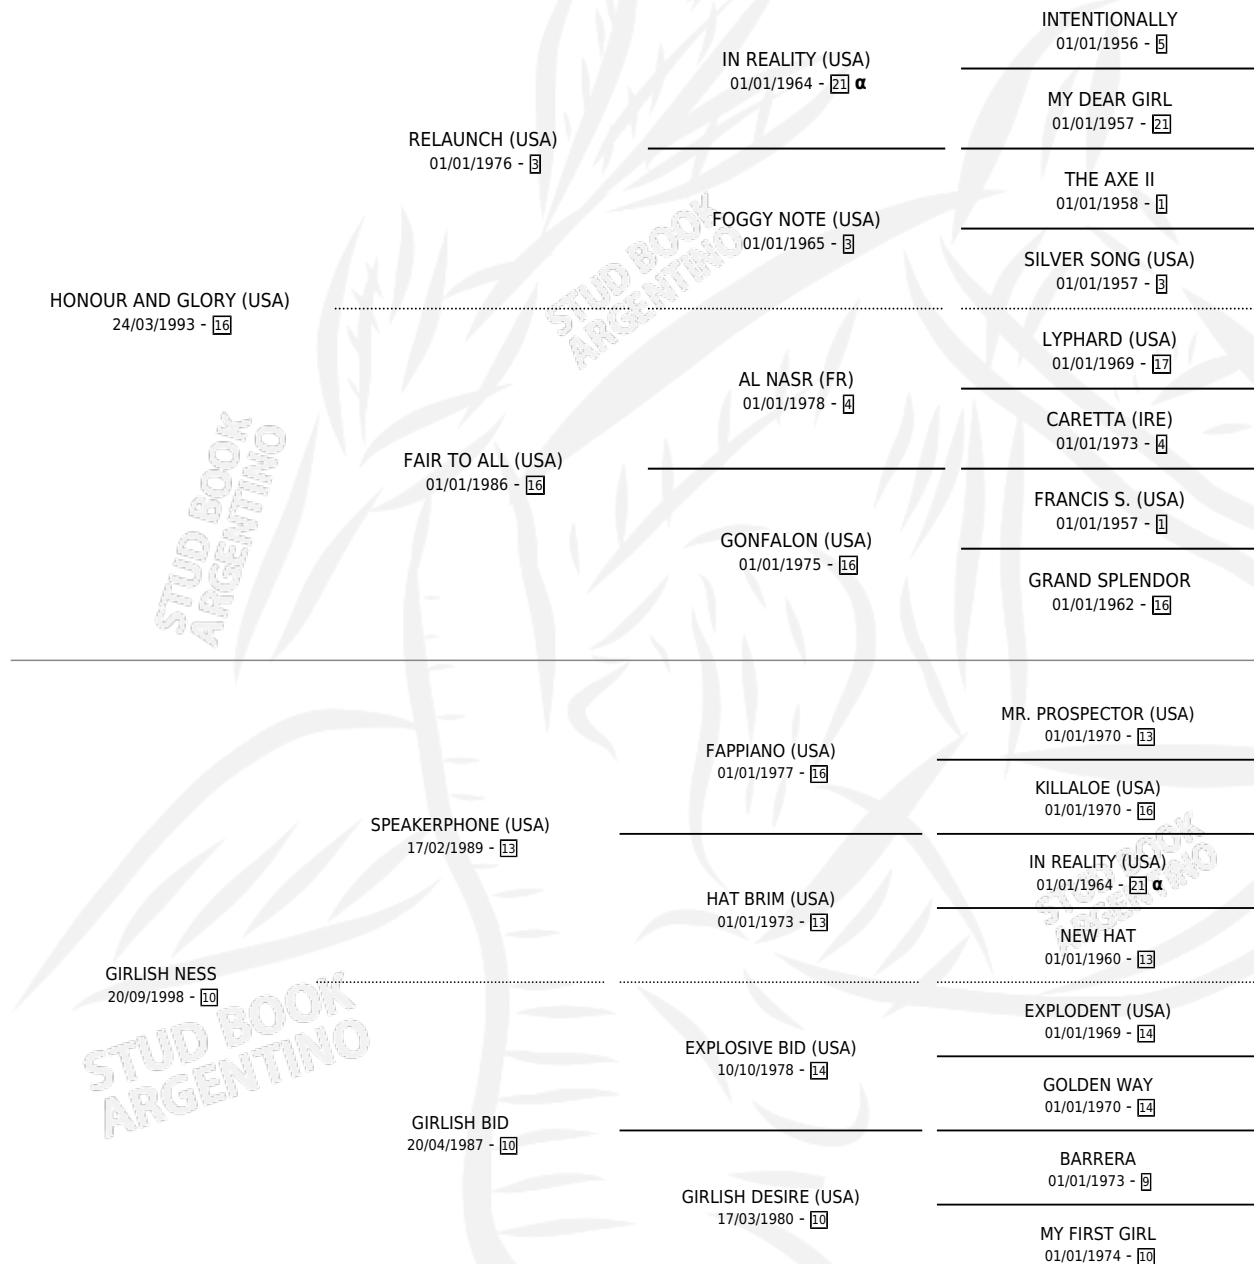 INTENTIONALLY
01/01/1956 - 5
IN REALITY (USA)
01/01/1964 - 21 α
MY DEAR GIRL
01/01/1957 - 21
RELAUNCH (USA)
01/01/1976 - 3
THE AXE II
01/01/1958 - 1
FOGGY NOTE (USA)
01/01/1965 - 3
SILVER SONG (USA)
01/01/1957 - 3
HONOUR AND GLORY (USA)
24/03/1993 - 16
LYPHARD (USA)
01/01/1969 - 17
AL NASR (FR)
01/01/1978 - 4
CARETTA (IRE)
01/01/1973 - 4
FAIR TO ALL (USA)
01/01/1986 - 16
FRANCIS S. (USA)
01/01/1957 - 1
GONFALON (USA)
01/01/1975 - 16
GRAND SPLENDOR
01/01/1962 - 16
MR. PROSPECTOR (USA)
01/01/1970 - 13
FAPPIANO (USA)
01/01/1977 - 16
KILLALOE (USA)
01/01/1970 - 16
SPEAKERPHONE (USA)
17/02/1989 - 13
IN REALITY (USA)
01/01/1964 - 21 α
HAT BRIM (USA)
01/01/1973 - 13
NEW HAT
01/01/1960 - 13
GIRLISH NESS
20/09/1998 - 10
EXPLODENT (USA)
01/01/1969 - 14
EXPLOSIVE BID (USA)
10/10/1978 - 14
GOLDEN WAY
01/01/1970 - 14
GIRLISH BID
20/04/1987 - 10
BARRERA
01/01/1973 - 9
GIRLISH DESIRE (USA)
17/03/1980 - 10
MY FIRST GIRL
01/01/1974 - 10
STUD BOOK
ARGENTINO
STUD BOOK
ARGENTINO
STUD BOOK
ARGENTINO
STUD BOOK
ARGENTINO